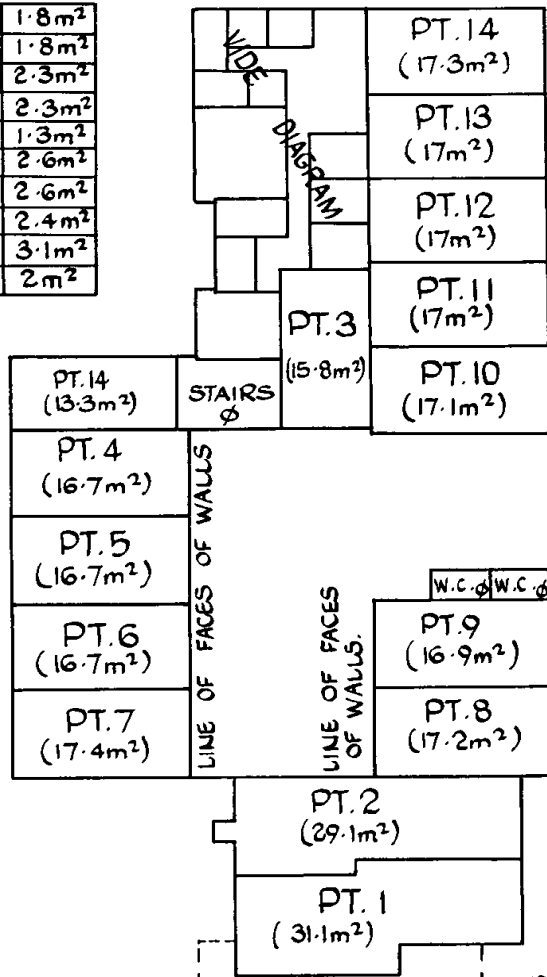 1.8m²
1.8m²
2.3m²
2.3m²
1.3m²
2.6m²
2.6m²
2.4m²
3.1m²
2m²
VIDE DIAGRAM
PT.14
(17.3m²)
PT.13
(17m²)
PT.12
(17m²)
PT.11
(17m²)
PT.10
(17.1m²)
PT.3
(15.8m²)
STAIRS
ø
PT.14
(13.3m²)
PT.4
(16.7m²)
PT.5
(16.7m²)
PT.6
(16.7m²)
PT.7
(17.4m²)
LINE OF FACES OF WALLS
LINE OF FACES
OF WALLS.
W.C.ø W.C.ø
PT.9
(16.9m²)
PT.8
(17.2m²)
PT.2
(29.1m²)
PT.1
(31.1m²)